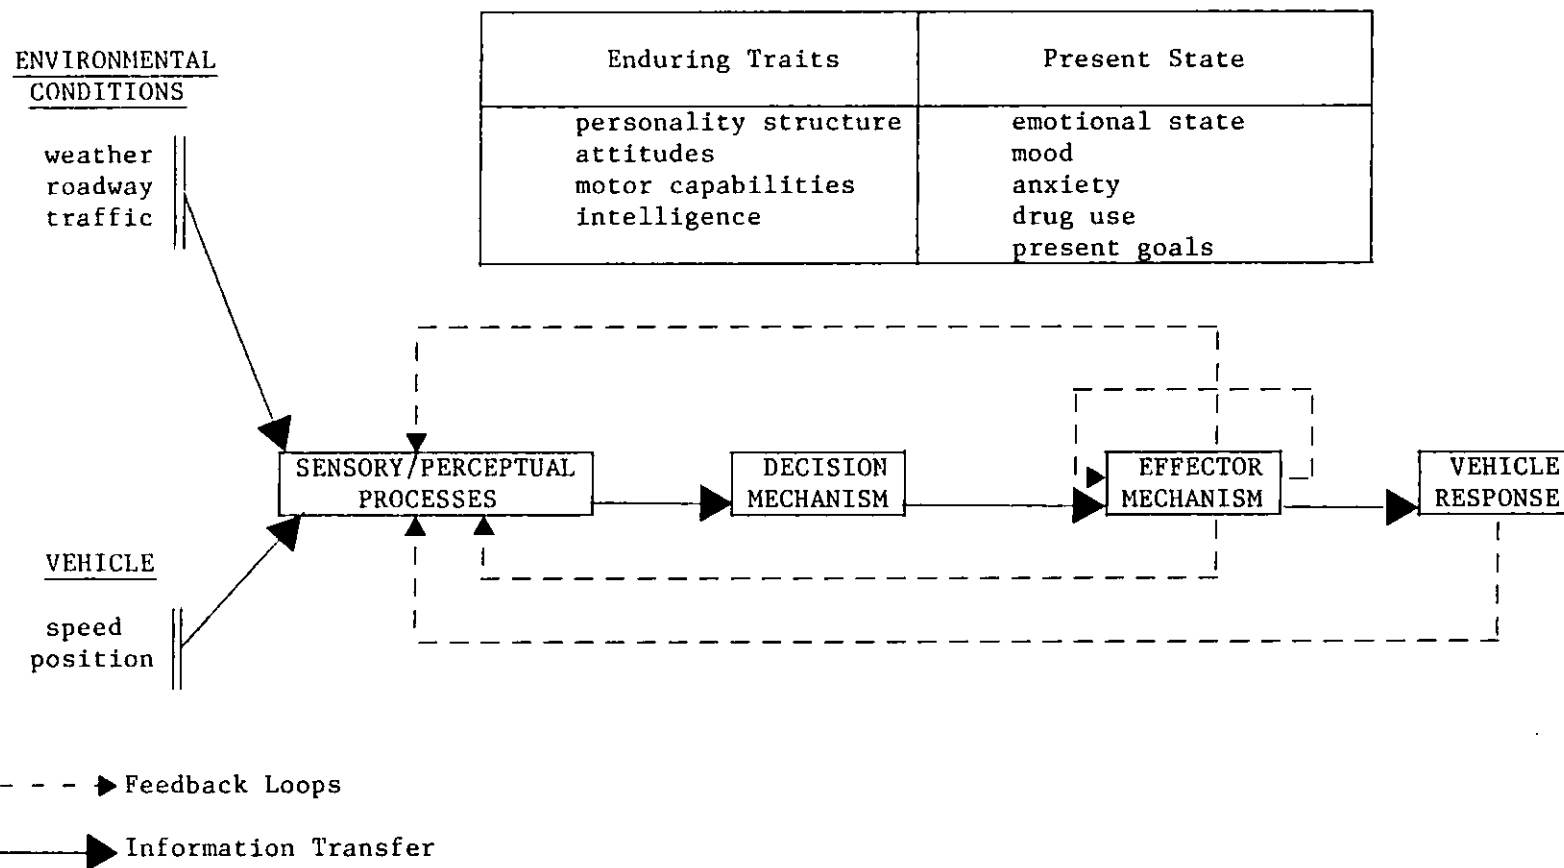 ENVIRONMENTAL
CONDITIONS
weather
roadway
traffic
Enduring Traits
Present State
personality structure
attitudes
motor capabilities
intelligence
emotional state
mood
anxiety
drug use
present goals
SENSORY/PERCEPTUAL
PROCESSES
DECISION
MECHANISM
EFFECTOR
MECHANISM
VEHICLE
RESPONSE
VEHICLE
speed
position
Feedback Loops
Information Transfer